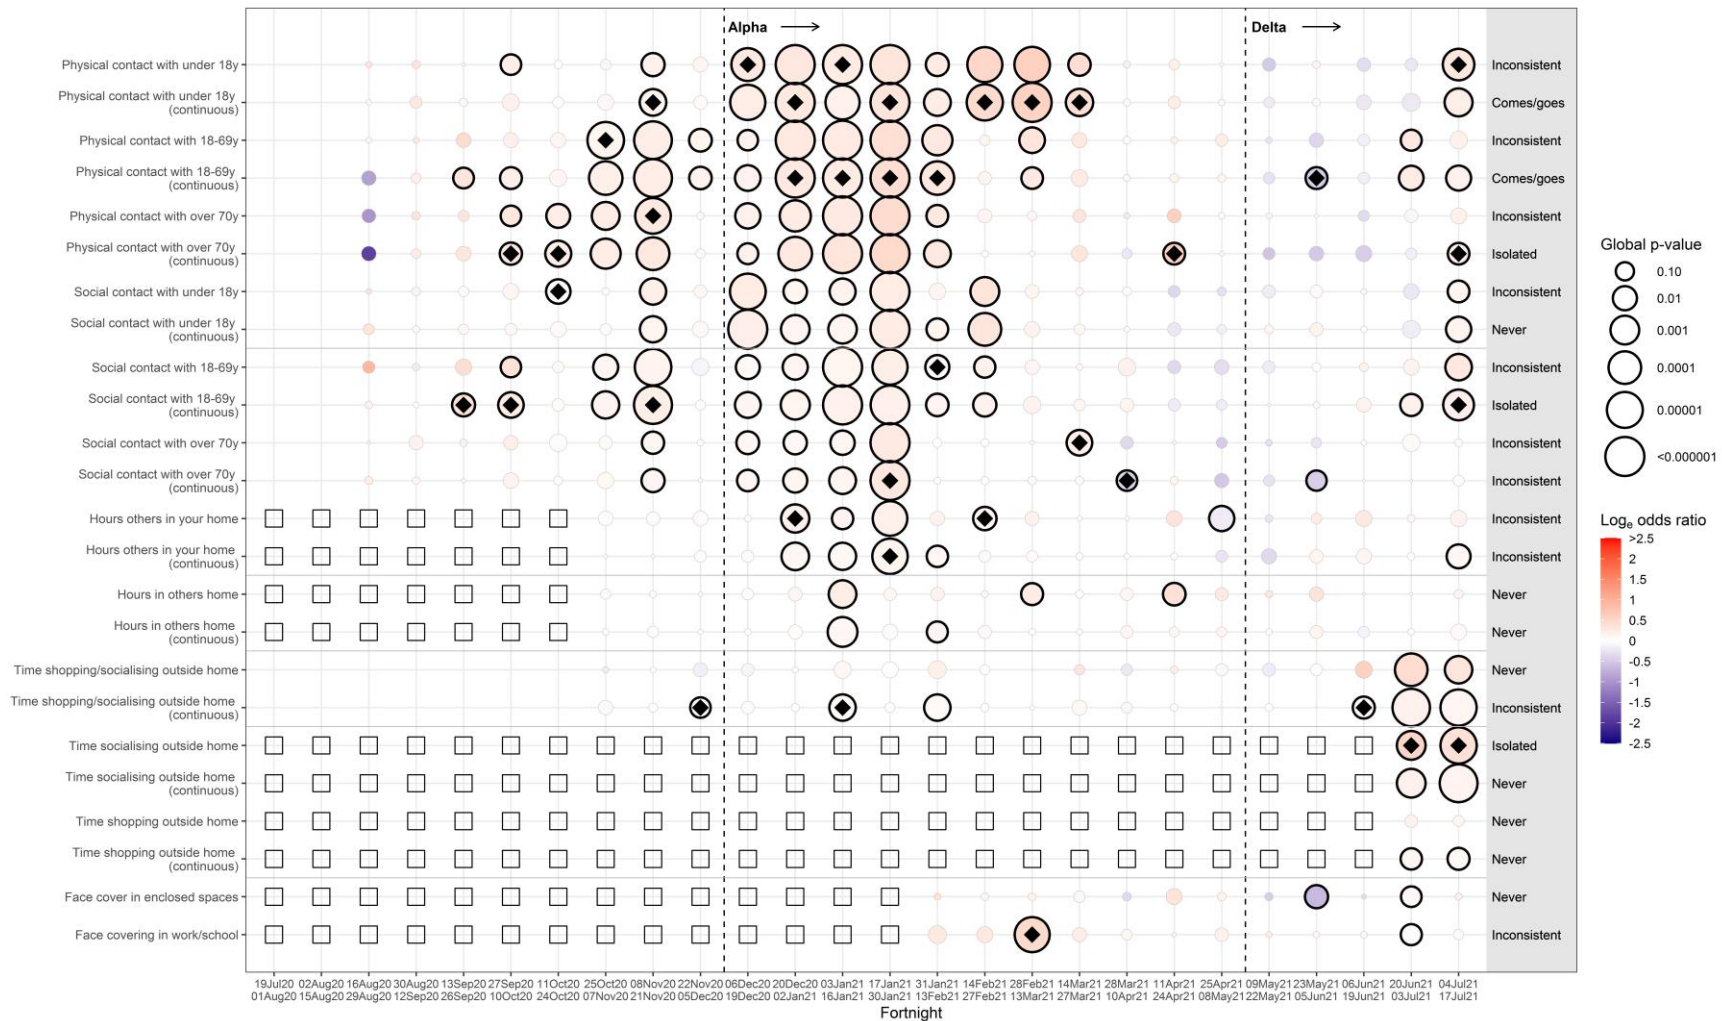 Alpha
Delta
Physical contact with under 18y
Inconsistent
Physical contact with under 18y
(continuous)
Comes/goes
Physical contact with 18-69y
Inconsistent
Physical contact with 18-69y
(continuous)
Comes/goes
Physical contact with over 70y
Inconsistent
Physical contact with over 70y
(continuous)
Isolated
Social contact with under 18y
Inconsistent
Social contact with under 18y
(continuous)
Never
Social contact with 18-69y
Inconsistent
Social contact with 18-69y
(continuous)
Isolated
Social contact with over 70y
Inconsistent
Social contact with over 70y
(continuous)
Inconsistent
Hours others in your home
Inconsistent
Hours others in your home
(continuous)
Inconsistent
Hours in others home
Never
Hours in others home
(continuous)
Never
Time shopping/socialising outside home
Never
Time shopping/socialising outside home
(continuous)
Inconsistent
Time socialising outside home
Isolated
Time socialising outside home
(continuous)
Never
Time shopping outside home
Never
Time shopping outside home
(continuous)
Never
Face cover in enclosed spaces
Never
Face covering in work/school
Inconsistent
19Jul20 02Aug20 16Aug20 30Aug20 13Sep20 27Sep20 11Oct20 25Oct20 08Nov20 22Nov20 06Dec20 20Dec20 03Jan21 17Jan21 31Jan21 14Feb21 28Feb21 14Mar21 28Mar21 11Apr21 25Apr21 09May21 23May21 06Jun21 20Jun21 04Jul21
01Aug20 15Aug20 29Aug20 12Sep20 26Sep20 10Oct20 24Oct20 07Nov20 21Nov20 05Dec20 19Dec20 02Jan21 16Jan21 30Jan21 13Feb21 27Feb21 13Mar21 27Mar21 10Apr21 24Apr21 08May21 22May21 05Jun21 19Jun21 03Jul21 17Jul21
Fortnight
Global p-value
0.10
0.01
0.001
0.0001
0.00001
<0.000001
Logₑ odds ratio
>2.5
2
1.5
1
0.5
0
-0.5
-1
-1.5
-2
-2.5